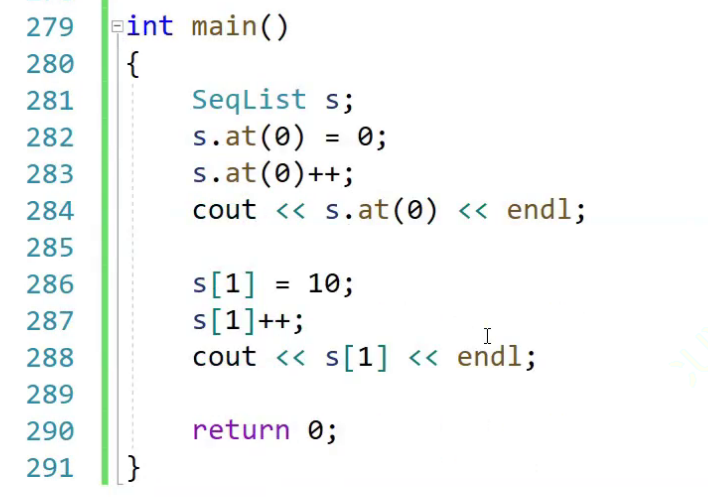 279 int main()
280 {
281 SeqList s;
282 s.at(0) = 0;
283 s.at(0)++;
284 cout << s.at(0) << endl;
285
286 s[1] = 10;
287 s[1]++;
288 cout << s[1] << endl;
289
290 return 0;
291 }